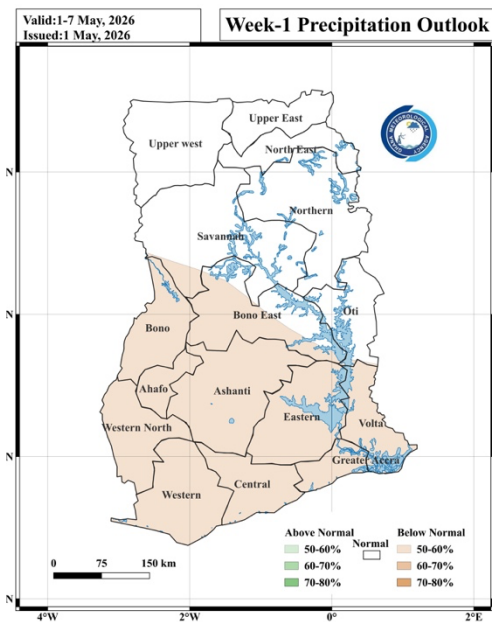 Valid:1-7 May, 2026
Issued:1 May, 2026
Week-1 Precipitation Outlook
Upper East
Upper west
North East
N
Northern
Savannah
N
Bono East
Oti
Bono
Ahafo
Ashanti
Eastern
Western North
Volta
N
Greater Accra
Central
Western
Above Normal
Normal
Below Normal
50-60%
50-60%
60-70%
60-70%
70-80%
70-80%
0 75 150 km
N
4°W
2°W
0°
2°E